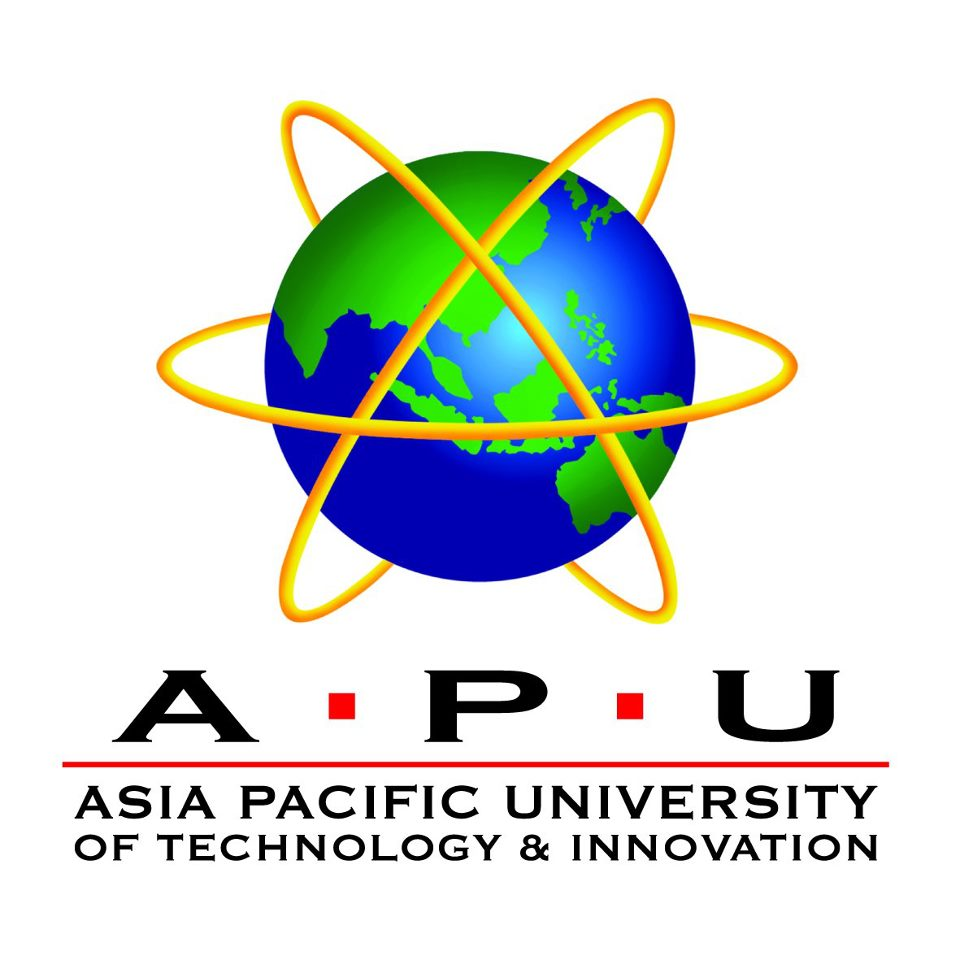 A ▪ P ▪ U
ASIA PACIFIC UNIVERSITY
OF TECHNOLOGY & INNOVATION